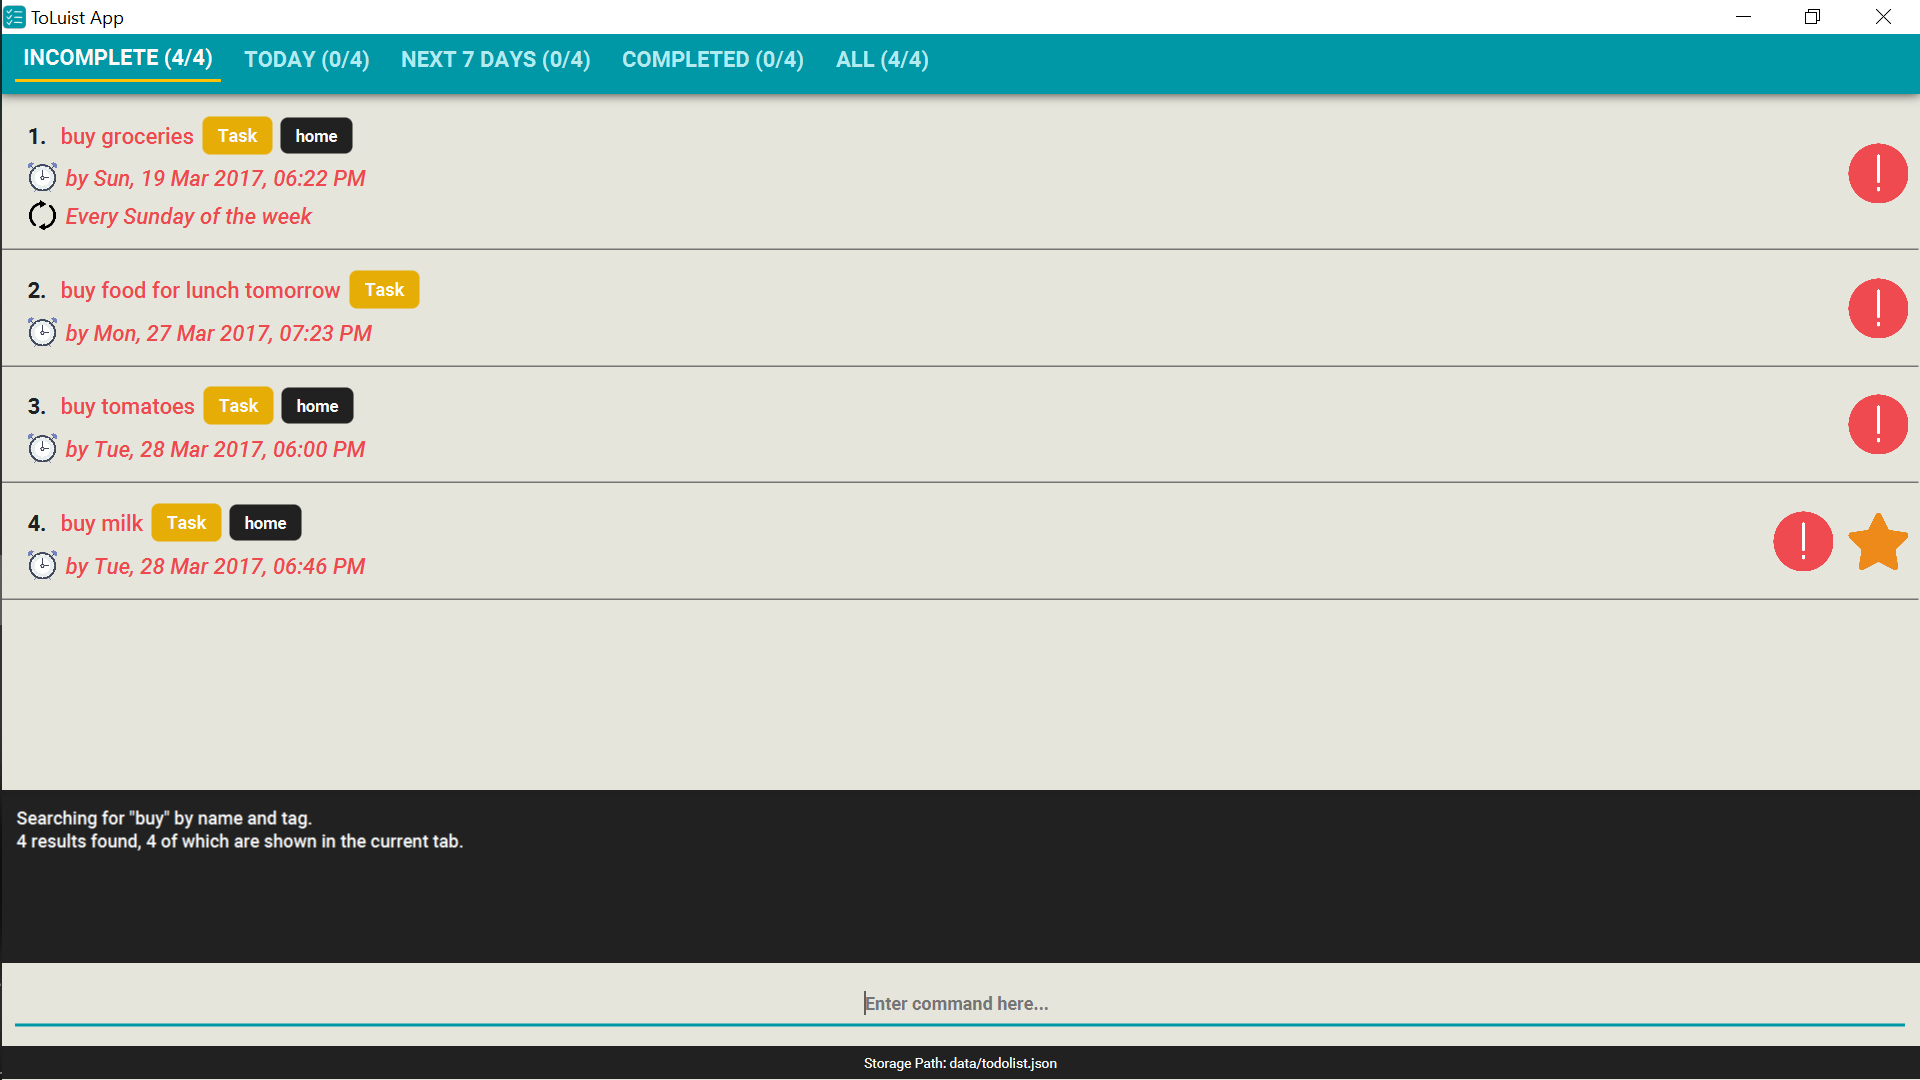 ToLuist App
INCOMPLETE (4/4) TODAY (0/4) NEXT 7 DAYS (0/4) COMPLETED (0/4) ALL (4/4)
1. buy groceries Task home
by Sun, 19 Mar 2017, 06:22 PM
Every Sunday of the week
2. buy food for lunch tomorrow Task
by Mon, 27 Mar 2017, 07:23 PM
3. buy tomatoes Task home
by Tue, 28 Mar 2017, 06:00 PM
4. buy milk Task home
by Tue, 28 Mar 2017, 06:46 PM
Searching for "buy" by name and tag.
4 results found, 4 of which are shown in the current tab.
Enter command here...
Storage Path: data/todolist.json